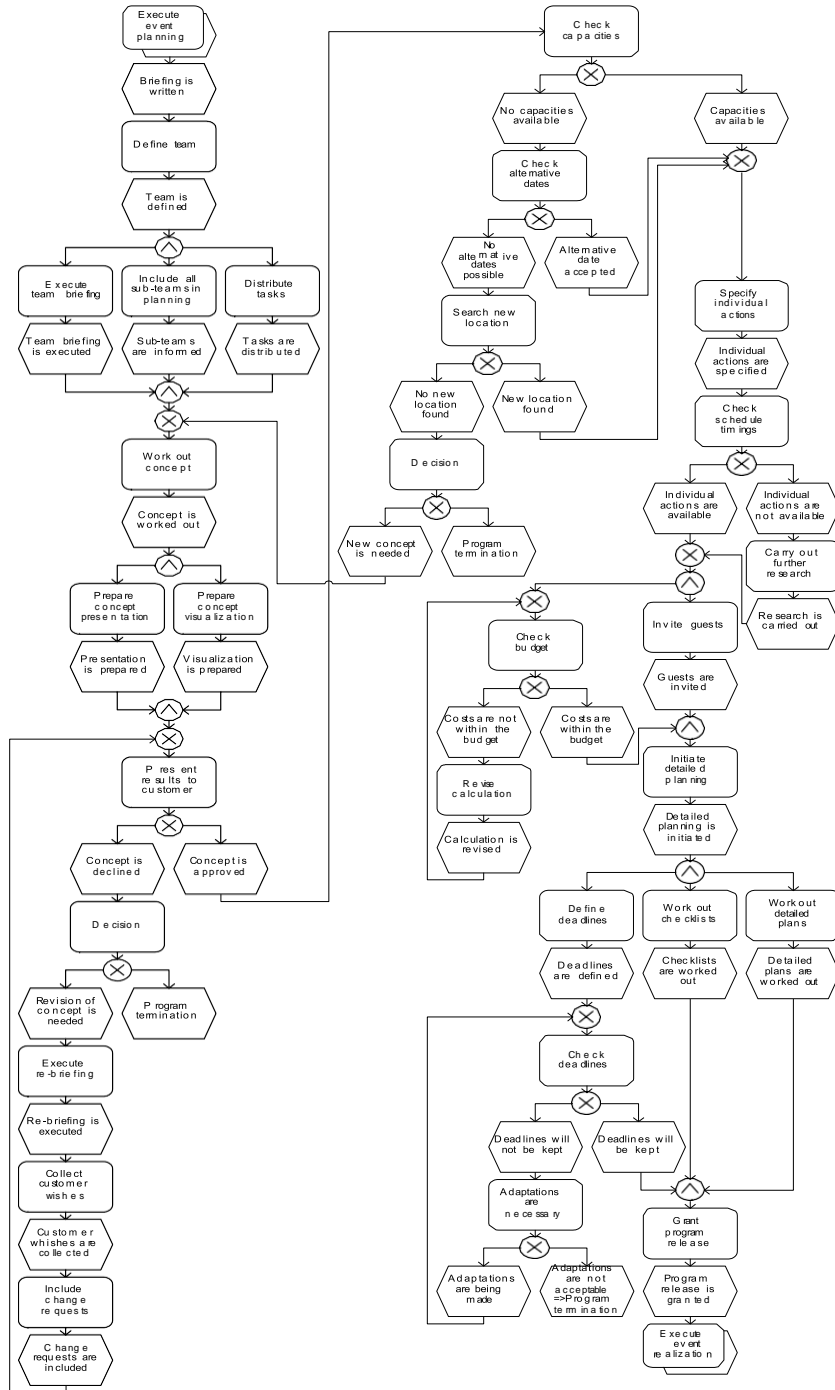 Execute
event
planning
Briefing is
written
Define team
Team is
defined
Execute
team briefing
Include all
sub-teams in
planning
Distribute
tasks
Team briefing
is executed
Sub-teams
are informed
Tasks are
distributed
Work out
concept
Concept is
worked out
Prepare
concept
presentation
Prepare
concept
visualization
Presentation
is prepared
Visualization
is prepared
Present
results to
customer
Concept is
declined
Concept is
approved
Decision
Revision of
concept is
needed
Program
termination
Execute
re-briefing
Re-briefing is
executed
Collect
customer
wishes
Customer
whishes are
collected
Include
change
requests
Change
requests are
included
Check
capacities
No capacities
available
Capacities
available
Check
alternative
dates
No
alternative
dates
possible
Alternative
date
accepted
Search new
location
No new
location
found
New location
found
Decision
New concept
is needed
Program
termination
Specify
individual
actions
Individual
actions are
specified
Check
schedule
timings
Individual
actions are
available
Individual
actions are
not available
Carry out
further
research
Research is
carried out
Invite guests
Guests are
invited
Check
budget
Costs are not
within the
budget
Costs are
within the
budget
Revise
calculation
Calculation is
revised
Initiate
detailed
planning
Detailed
planning is
initiated
Define
deadlines
Work out
checklists
Work out
detailed
plans
Deadlines
are defined
Checklists
are worked
out
Detailed
plans are
worked out
Check
deadlines
Deadlines will
not be kept
Deadlines will
be kept
Adaptations
are
necessary
Adaptations
are being
made
Adaptations
are not
acceptable
=>Program
termination
Grant
program
release
Program
release is
granted
Execute
event
realization